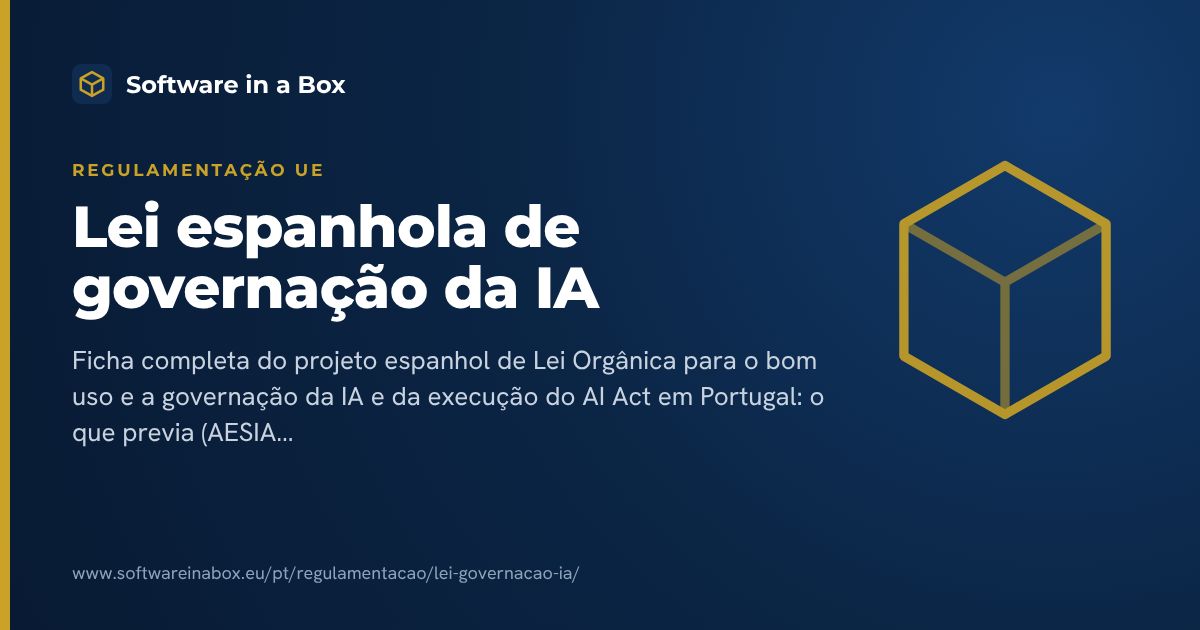 Software in a Box
REGULAMENTAÇÃO UE
Lei espanhola de
governação da IA
Ficha completa do projeto espanhol de Lei Orgânica para o bom
uso e a governação da IA e da execução do AI Act em Portugal: o
que previa (AESIA...
www.softwareinabox.eu/pt/regulamentacao/lei-governacao-ia/